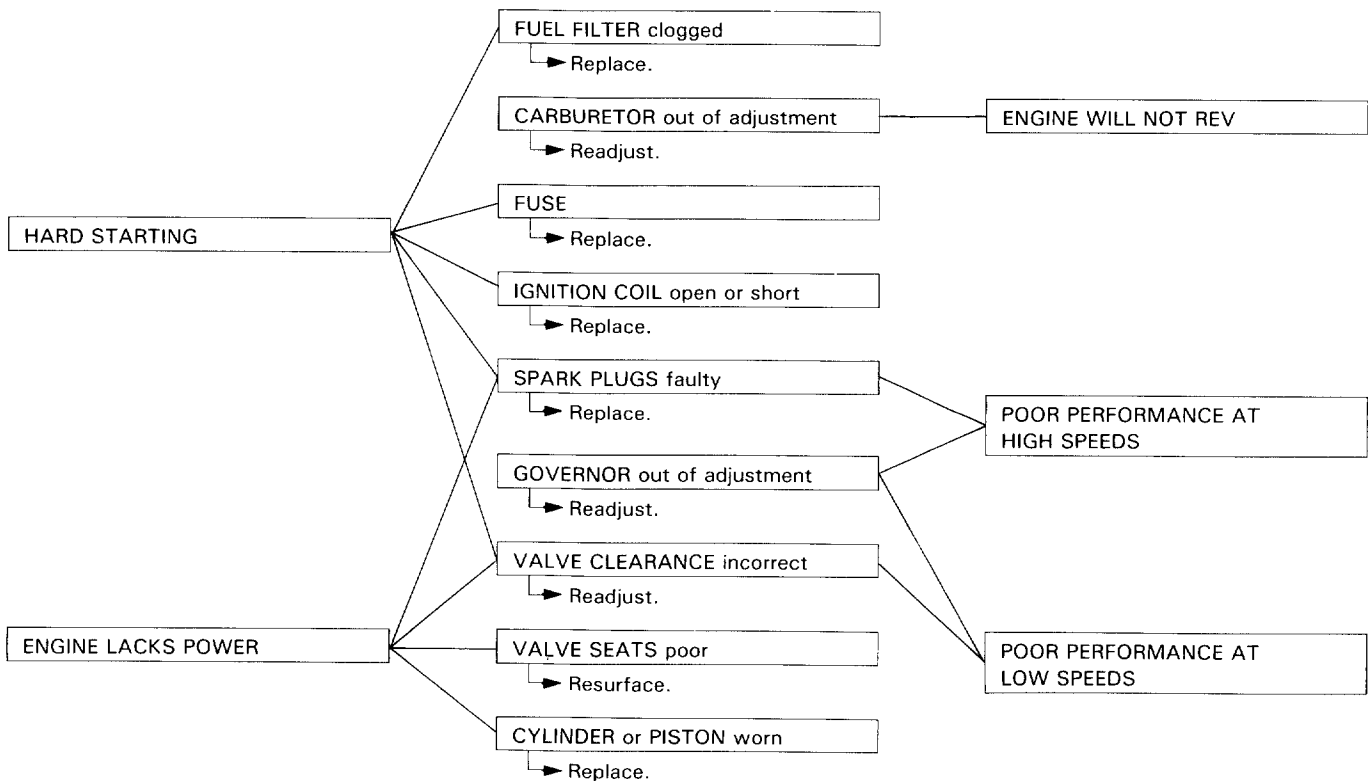 FUEL FILTER clogged
Replace.
CARBURETOR out of adjustment
Readjust.
ENGINE WILL NOT REV
FUSE
Replace.
HARD STARTING
IGNITION COIL open or short
Replace.
SPARK PLUGS faulty
Replace.
POOR PERFORMANCE AT
HIGH SPEEDS
GOVERNOR out of adjustment
Readjust.
VALVE CLEARANCE incorrect
Readjust.
ENGINE LACKS POWER
VALVE SEATS poor
Resurface.
POOR PERFORMANCE AT
LOW SPEEDS
CYLINDER or PISTON worn
Replace.